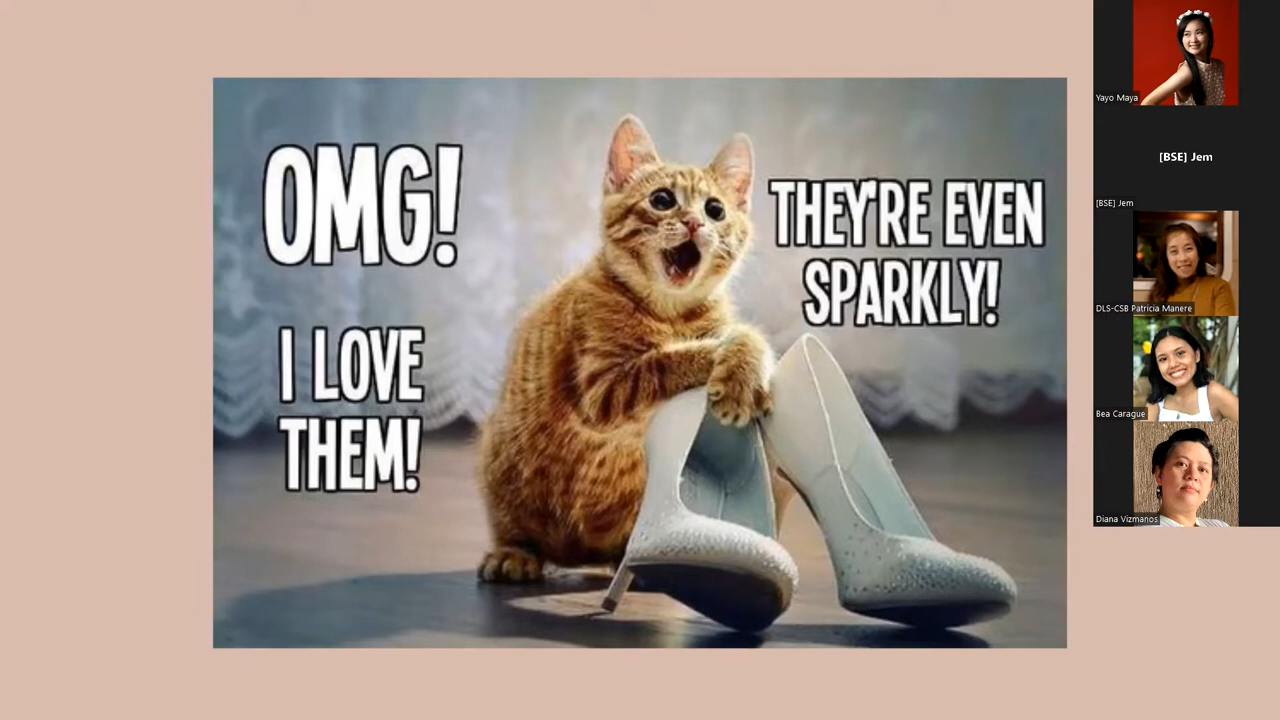 OMG!
I LOVE
THEM!
THEY'RE EVEN
SPARKLY!
Yayo Maya
[BSE] Jem
[BSE] Jem
DLS-CSB Patricia Manere
Bea Carague
Diana Vizmanos